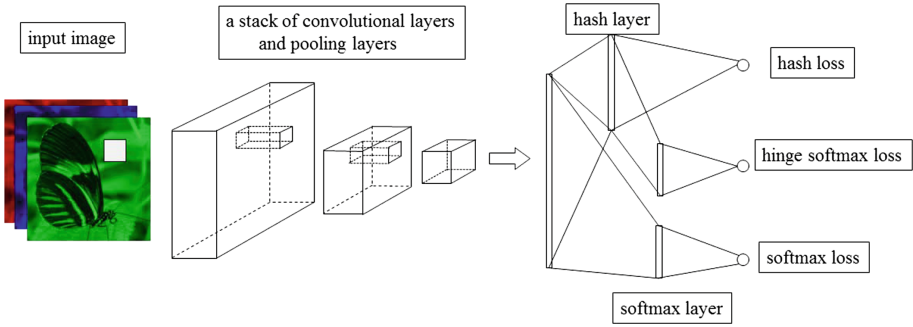 input image
a stack of convolutional layers
and pooling layers
hash layer
hash loss
hinge softmax loss
softmax loss
softmax layer